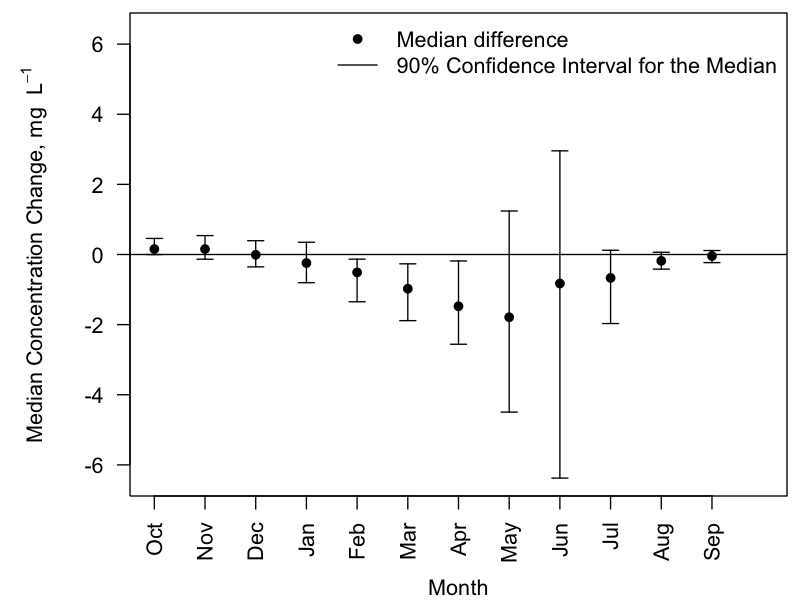 Median difference
90% Confidence Interval for the Median
Median Concentration Change, mg L⁻¹
6
4
2
0
-2
-4
-6
Oct
Nov
Dec
Jan
Feb
Mar
Apr
May
Jun
Jul
Aug
Sep
Month